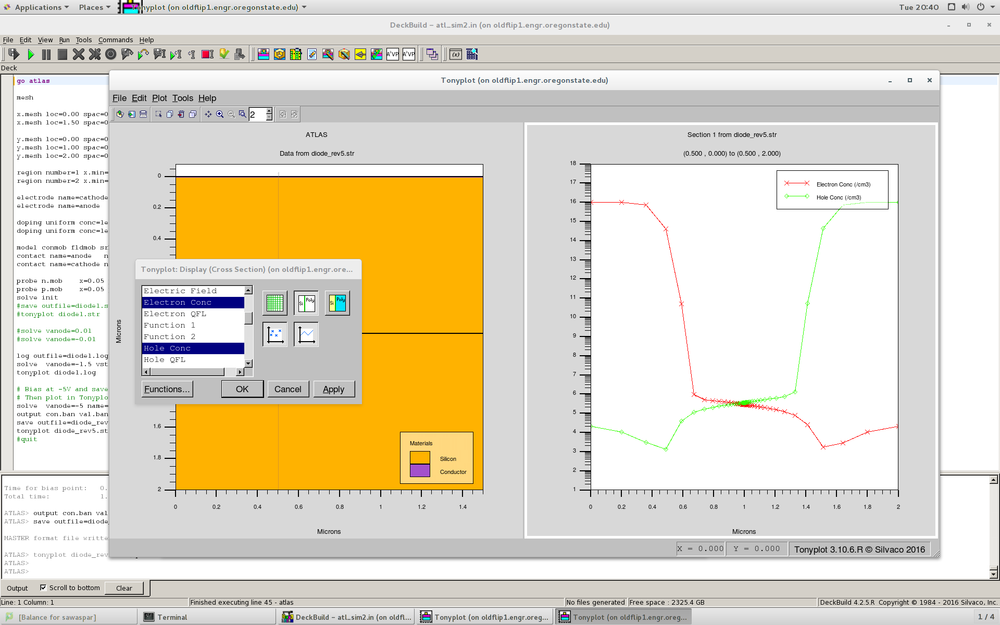 Applications Places Tonyplot (on oldflip1.engr.oregonstate.edu) Tue 20:40
DeckBuild – atl_sim2.in (on oldflip1.engr.oregonstate.edu)
File Edit View Run Tools Commands Help
Deck
go atlas
mesh
x.mesh loc=0.00 spac=0
x.mesh loc=1.50 spac=0
y.mesh loc=0.00 spac=0
y.mesh loc=1.00 spac=0
y.mesh loc=2.00 spac=0
region number=1 x.min=
region number=2 x.min=
electrode name=cathode
electrode name=anode
doping uniform conc=1e
doping uniform conc=1e
model conmob fldmob sr
contact name=anode n
contact name=cathode n
probe n.mob x=0.05
probe p.mob x=0.05
solve init
#save outfile=diode1.s
#tonyplot diode1.str
#solve vanode=0.01
#solve vanode=-0.01
log outfile=diode1.log
solve vanode=-1.5 vst
tonyplot diode1.log
# Bias at -5V and save
# Then plot in Tonyplo
solve vanode=-5 name=
output con.ban val.ban
save outfile=diode_rev
tonyplot diode_rev5.st
#quit
Tonyplot (on oldflip1.engr.oregonstate.edu)
File Edit Plot Tools Help
2
ATLAS
Data from diode_rev5.str
0
0.2
0.4
1.6
1.8
2
0 0.2 0.4 0.6 0.8 1 1.2 1.4
Microns
Microns
Materials
Silicon
Conductor
Section 1 from diode_rev5.str
(0.500 , 0.000) to (0.500 , 2.000)
Electron Conc (/cm3)
Hole Conc (/cm3)
18
17
16
15
14
13
12
11
10
9
8
7
6
5
4
3
2
1
0 0.2 0.4 0.6 0.8 1 1.2 1.4 1.6 1.8 2
Microns
Tonyplot: Display (Cross Section) (on oldflip1.engr.ore...
Electric Field
Electron Conc
Electron QFL
Function 1
Function 2
Hole Conc
Hole QFL
Si Poly
Si Poly
Functions... OK Cancel Apply
X = 0.000 Y = 0.000 Tonyplot 3.10.6.R © Silvaco 2016
Time for bias point: 0.
Total time: 1.
ATLAS> output con.ban val
ATLAS> save outfile=diode_
MASTER format file writte
ATLAS> tonyplot diode_rev
ATLAS>
ATLAS>
Output Scroll to bottom Clear
Line: 1 Column: 1 Finished executing line 45 - atlas No files generated Free space : 2325.4 GB DeckBuild 4.2.5.R Copyright © 1984 - 2016 Silvaco, Inc.
[Balance for sawaspar] Terminal DeckBuild – atl_sim2.in (on oldfl... Tonyplot (on oldflip1.engr.oreg... Tonyplot (on oldflip1.engr.oreg... 1 / 4